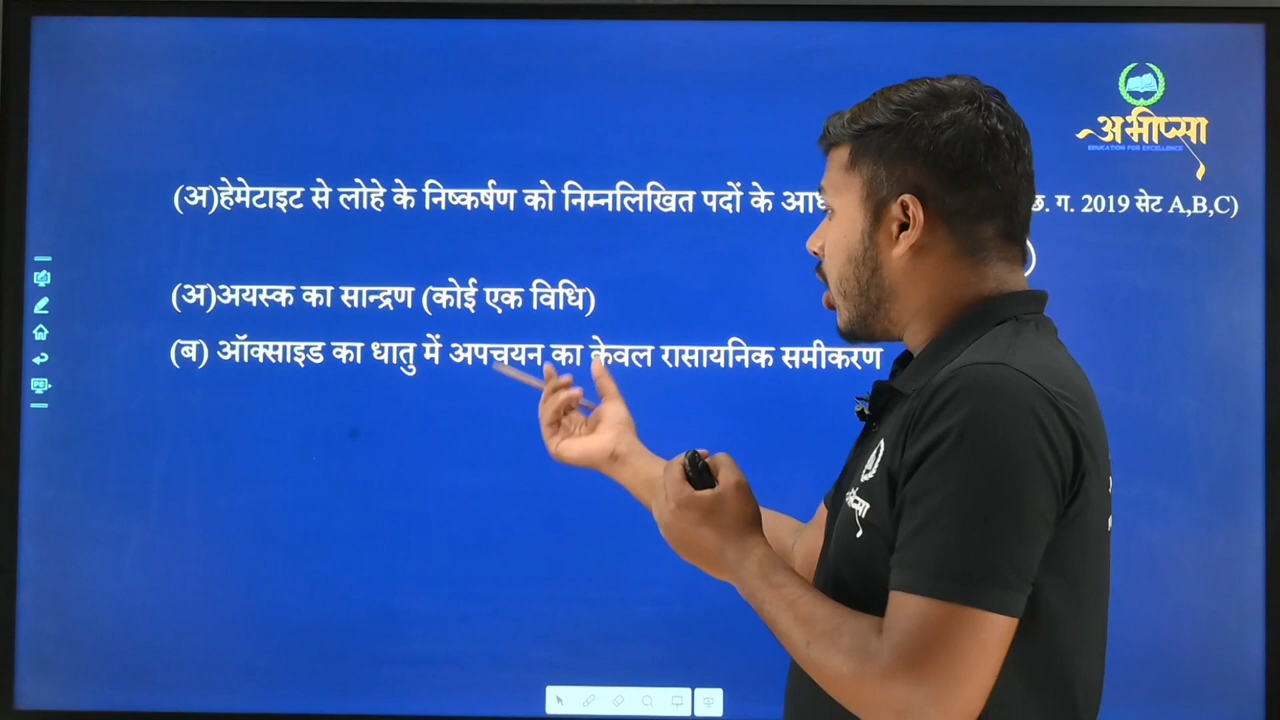 अभीप्सा
EDUCATION FOR EXCELLENCE
(अ)हेमेटाइट से लोहे के निष्कर्षण को निम्नलिखित पदों के छ. ग. 2019 सेट A,B,C)
)
(अ)अयस्क का सान्द्रण (कोई एक विधि)
(ब) ऑक्साइड का धातु में अपचयन का केवल रासायनिक समीकरण